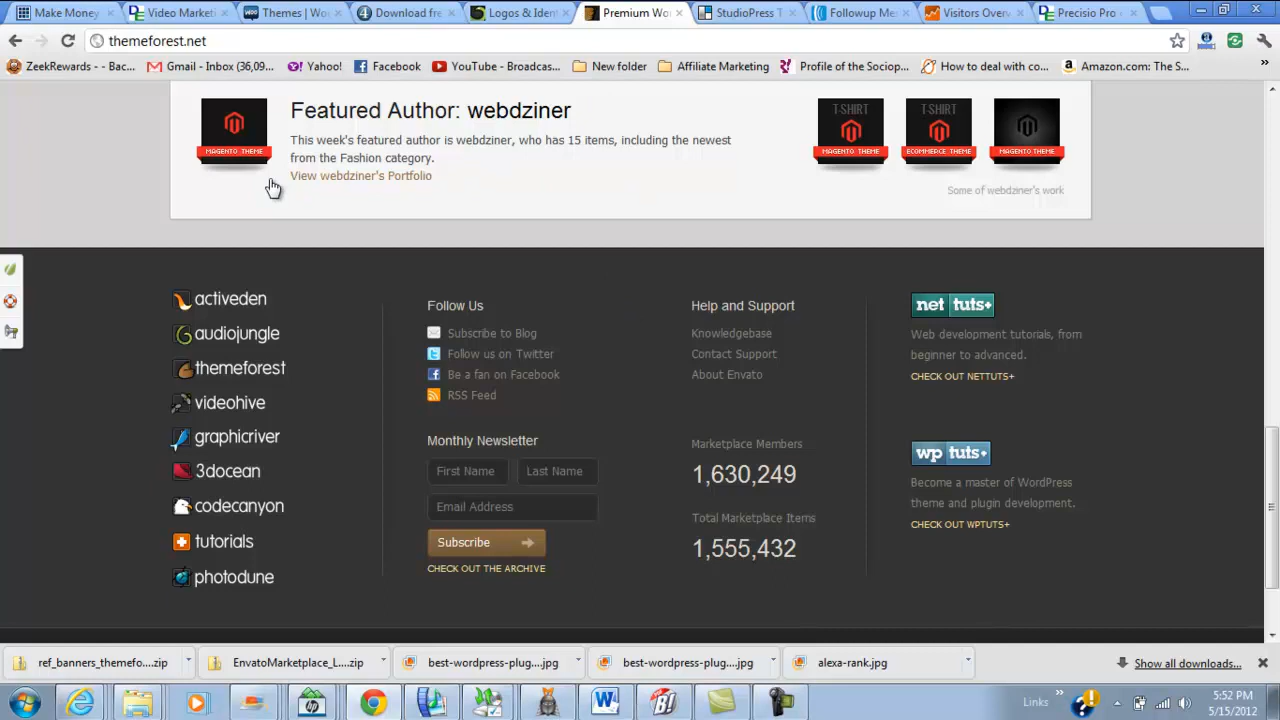 Make Money
Video Marketi
Themes | Wo
Download fre
Logos & Iden
Premium Wo
StudioPress T
Followup Me
Visitors Over
Precisio Pro
themeforest.net
ZeekRewards - - Bac...
Gmail - Inbox (36,09...
Yahoo!
Facebook
YouTube - Broadcas...
New folder
Affiliate Marketing
Profile of the Sociop...
How to deal with co...
Amazon.com: The S...
»
MAGENTO THEME
Featured Author: webdziner
This week's featured author is webdziner, who has 15 items, including the newest
from the Fashion category.
View webdziner's Portfolio
T-SHIRT
MAGENTO THEME
T-SHIRT
ECOMMERCE THEME
MAGENTO THEME
Some of webdziner's work
activeden
audiojungle
themeforest
videohive
graphicriver
3docean
codecanyon
tutorials
photodune
Follow Us
Subscribe to Blog
Follow us on Twitter
Be a fan on Facebook
RSS Feed
Monthly Newsletter
First Name
Last Name
Email Address
Subscribe
CHECK OUT THE ARCHIVE
Help and Support
Knowledgebase
Contact Support
About Envato
Marketplace Members
1,630,249
Total Marketplace Items
1,555,432
net tuts+
Web development tutorials, from
beginner to advanced.
CHECK OUT NETTUTS+
wp tuts+
Become a master of WordPress
theme and plugin development.
CHECK OUT WPTUTS+
ref_banners_themefo....zip
EnvatoMarketplace_L....zip
best-wordpress-plug....jpg
best-wordpress-plug....jpg
alexa-rank.jpg
Show all downloads...
Links
»
5:52 PM
5/15/2012